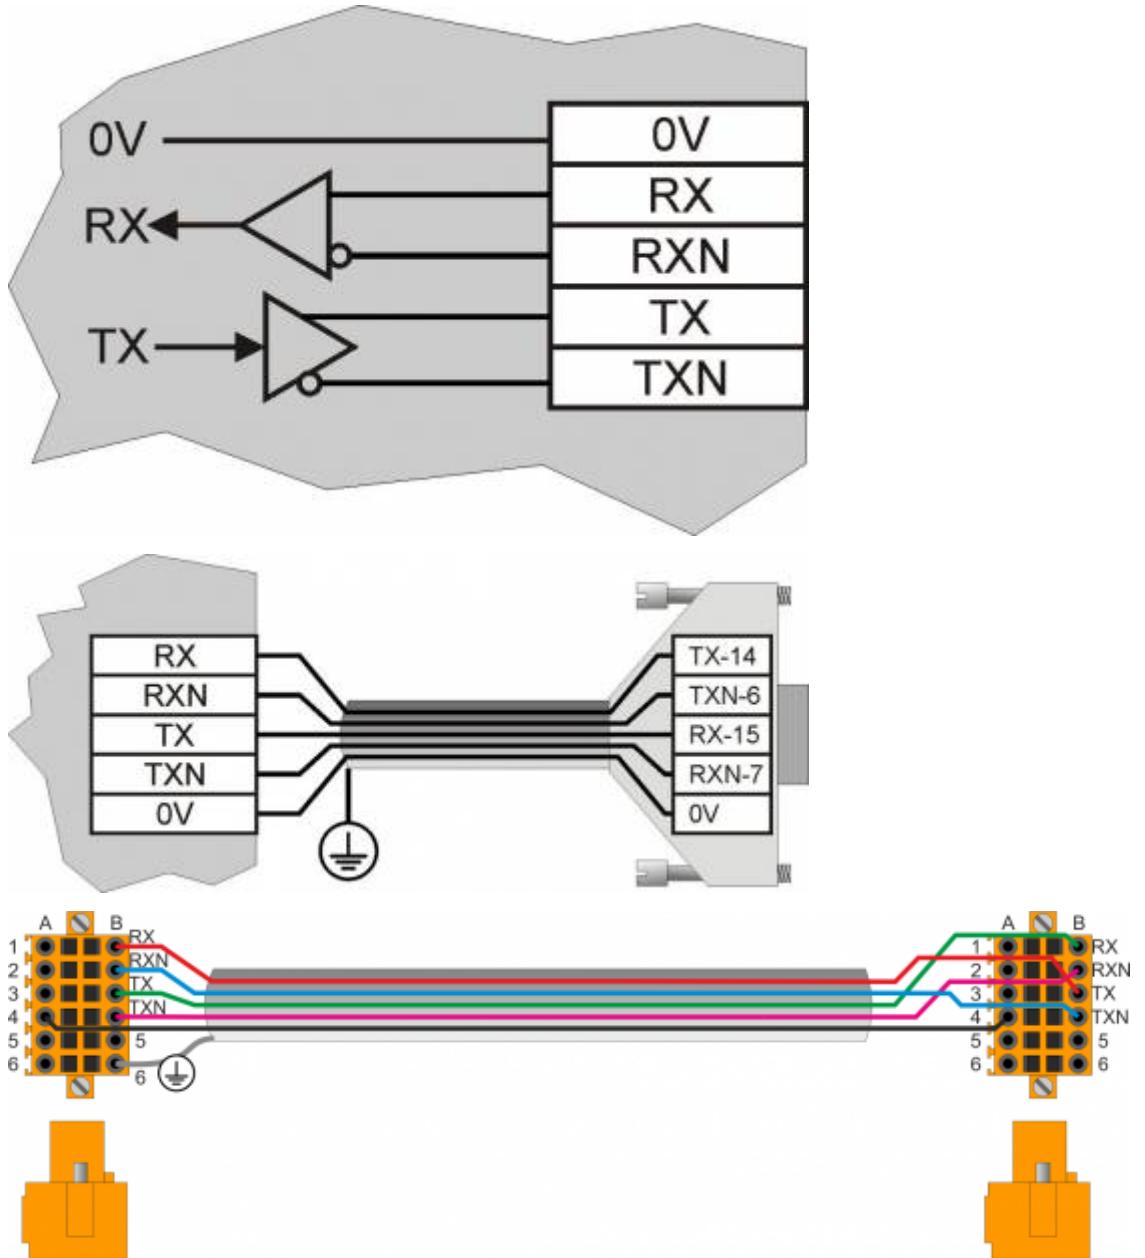 0V 0V
RX RX
RXN
TX TX
TXN
RX TX-14
RXN TXN-6
TX RX-15
TXN RXN-7
0V 0V
A B A B
1 RX 1 RX
2 RXN 2 RXN
3 TX 3 TX
4 TXN 4 TXN
5 5 5 5
6 6 6 6